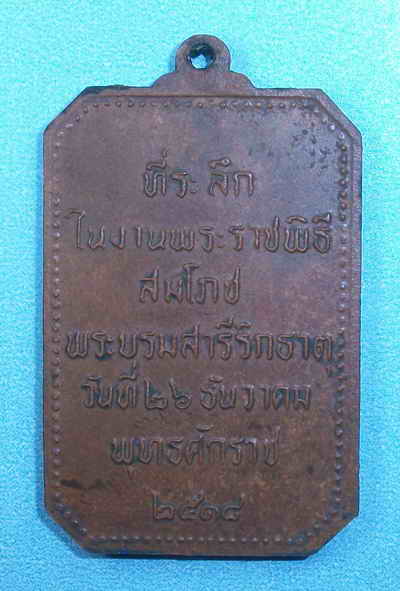 ที่ระลึก
ในงานพระราชพิธี
สมโภช
พระบรมสารีริกธาตุ
วันที่ ๒๖ ธันวาคม
พุทธศักราช
๒๕๑๔